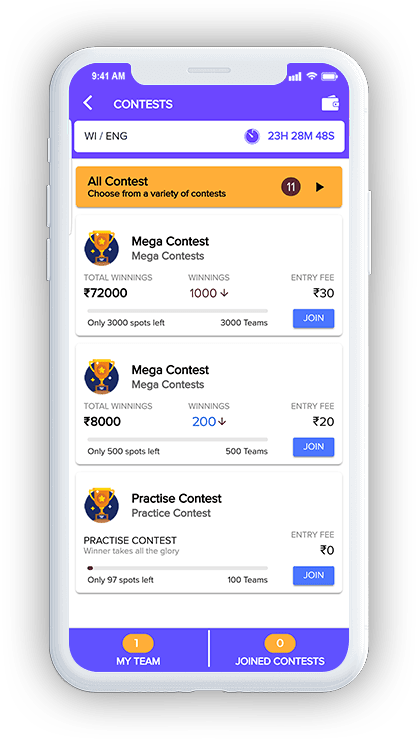 9:41 AM
CONTESTS
WI / ENG
23H 28M 48S
All Contest
Choose from a variety of contests
11
Mega Contest
Mega Contests
TOTAL WINNINGS WINNINGS ENTRY FEE
₹72000 1000 ↓ ₹30
Only 3000 spots left 3000 Teams JOIN
Mega Contest
Mega Contests
TOTAL WINNINGS WINNINGS ENTRY FEE
₹8000 200 ↓ ₹20
Only 500 spots left 500 Teams JOIN
Practise Contest
Practice Contest
PRACTISE CONTEST ENTRY FEE
Winner takes all the glory ₹0
Only 97 spots left 100 Teams JOIN
1 0
MY TEAM JOINED CONTESTS